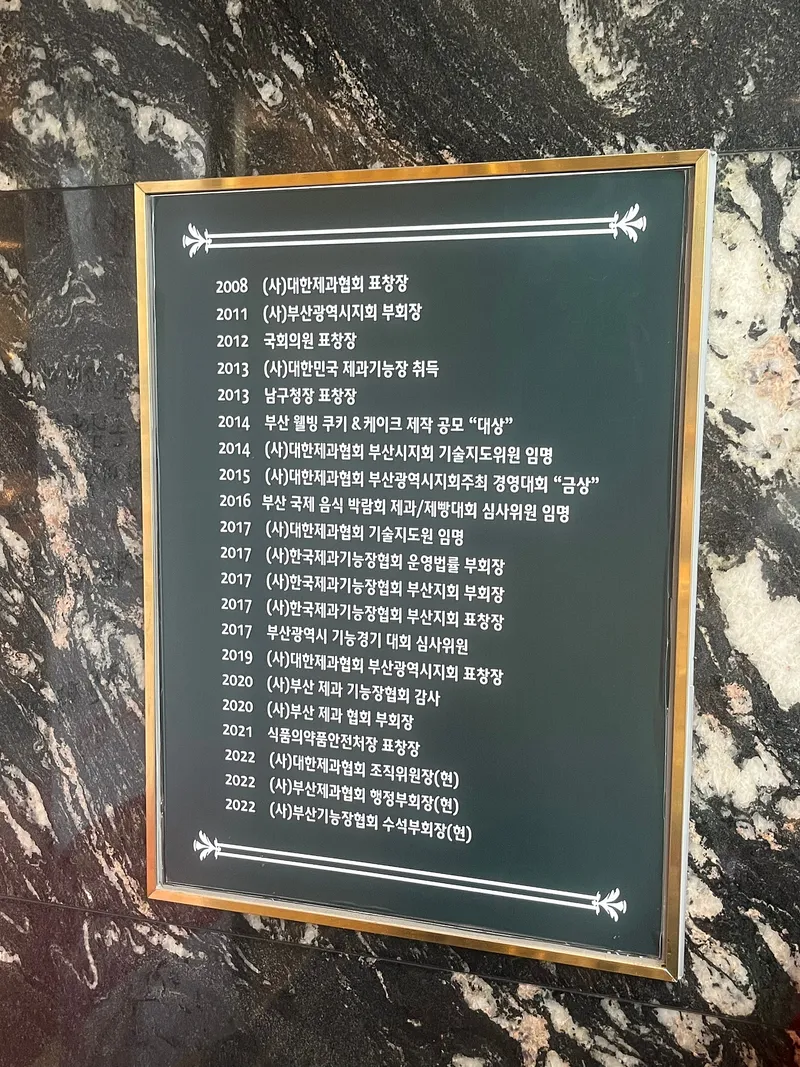 2008 (사)대한제과협회 표창장
2011 (사)부산광역시지회 부회장
2012 국회의원 표창장
2013 (사)대한민국 제과기능장 취득
2013 남구청장 표창장
2014 부산 웰빙 쿠키 & 케이크 제작 공모 “대상”
2014 (사)대한제과협회 부산시지회 기술지도위원 임명
2015 (사)대한제과협회 부산광역시지회주최 경영대회 “금상”
2016 부산 국제 음식 박람회 제과/제빵대회 심사위원 임명
2017 (사)대한제과협회 기술지도원 임명
2017 (사)한국제과기능장협회 운영법률 부회장
2017 (사)한국제과기능장협회 부산지회 부회장
2017 (사)한국제과기능장협회 부산지회 표창장
2017 부산광역시 기능경기 대회 심사위원
2019 (사)대한제과협회 부산광역시지회 표창장
2020 (사)부산 제과 기능장협회 감사
2020 (사)부산 제과 협회 부회장
2021 식품의약품안전처장 표창장
2022 (사)대한제과협회 조직위원장(현)
2022 (사)부산제과협회 행정부회장(현)
2022 (사)부산기능장협회 수석부회장(현)